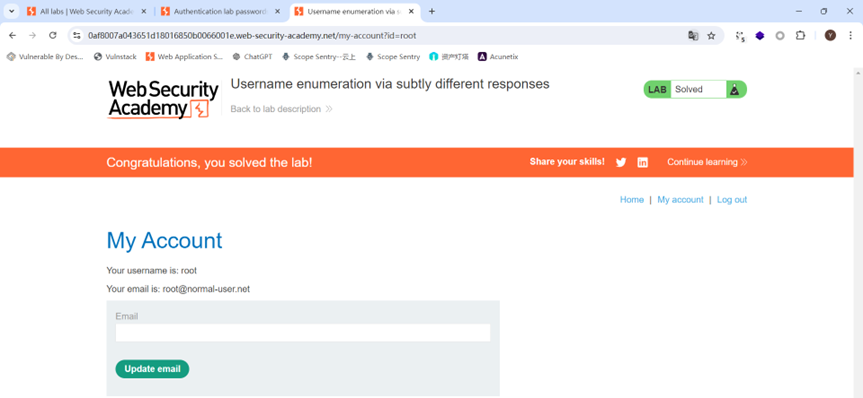 All labs | Web Security Acade
Authentication lab password
Username enumeration via s
0af8007a043651d18016850b0066001e.web-security-academy.net/my-account?id=root
Vulnerable By Des...
Vulnstack
Web Application S...
ChatGPT
Scope Sentry--云上
Scope Sentry
资产灯塔
Acunetix
Web Security
Academy
Username enumeration via subtly different responses
Back to lab description
LAB
Solved
Congratulations, you solved the lab!
Share your skills!
Continue learning
Home | My account | Log out
My Account
Your username is: root
Your email is: root@normal-user.net
Email
Update email